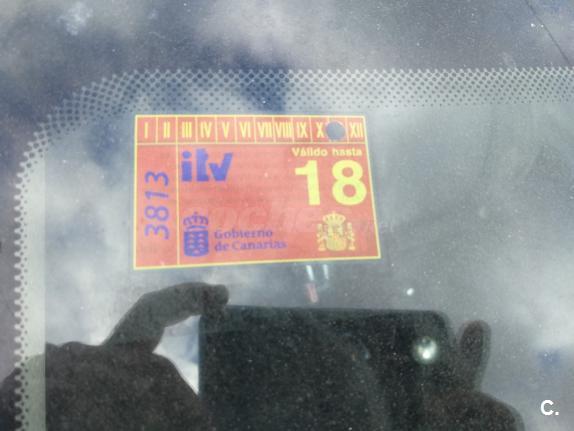 I II III IV V VI VII VIII IX X XII
itv
Válido hasta
18
3813
Gobierno
de Canarias
C.